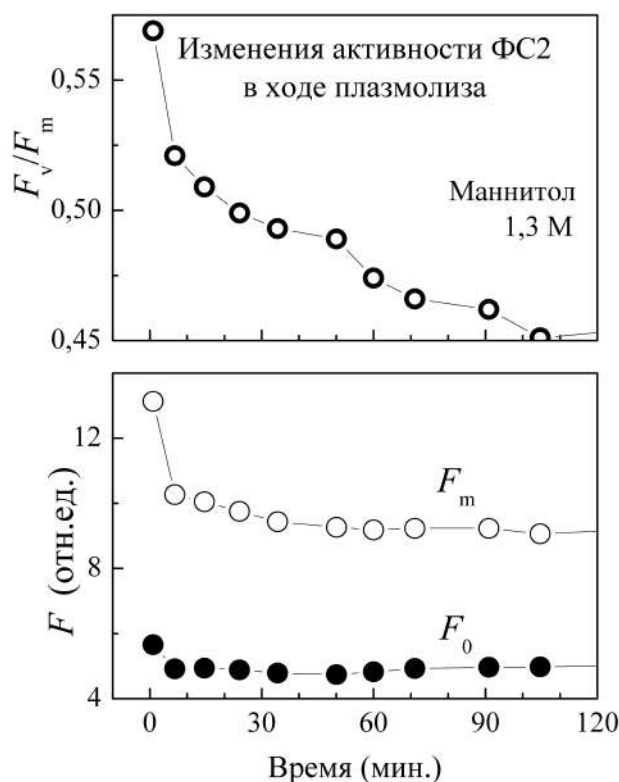 Изменения активности ФС2
в ходе плазмолиза
0,55
Fv/Fm
0,50
Маннитол
1,3 М
0,45
12
Fm
F (отн.ед.)
8
F0
4
0 30 60 90 120
Время (мин.)